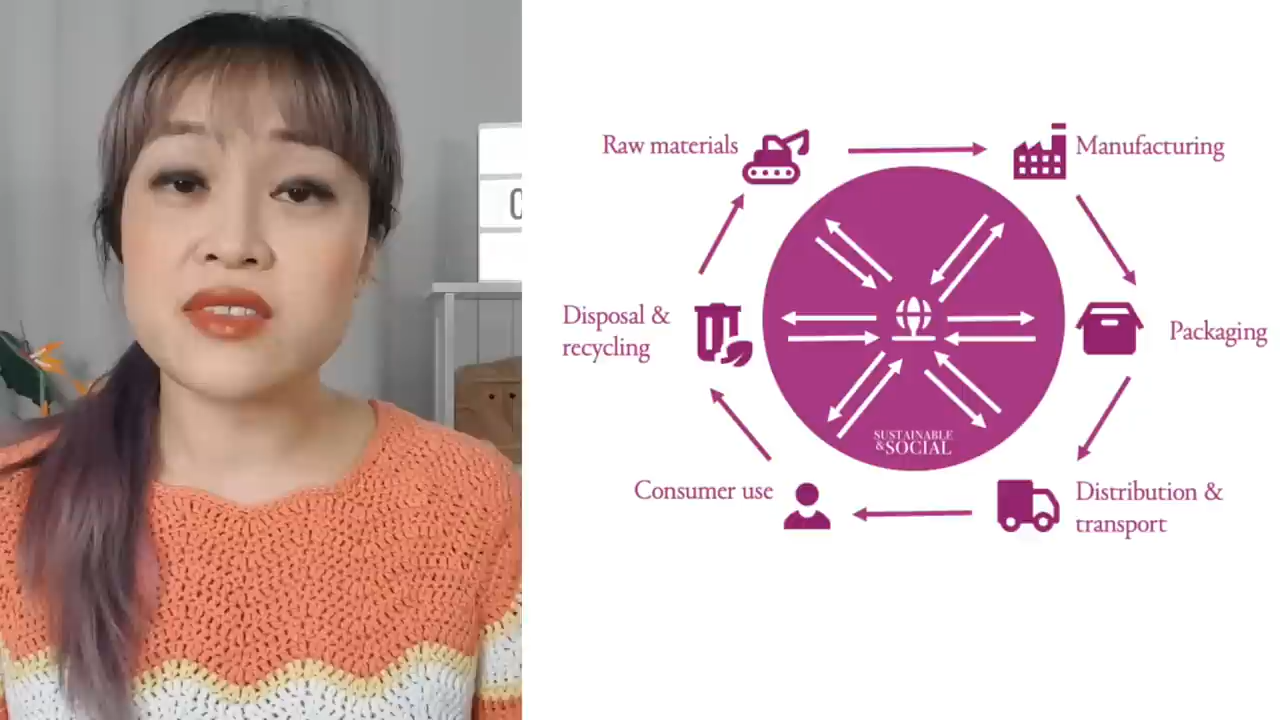 Raw materials
Manufacturing
Disposal &
recycling
Packaging
SUSTAINABLE
&SOCIAL
Consumer use
Distribution &
transport